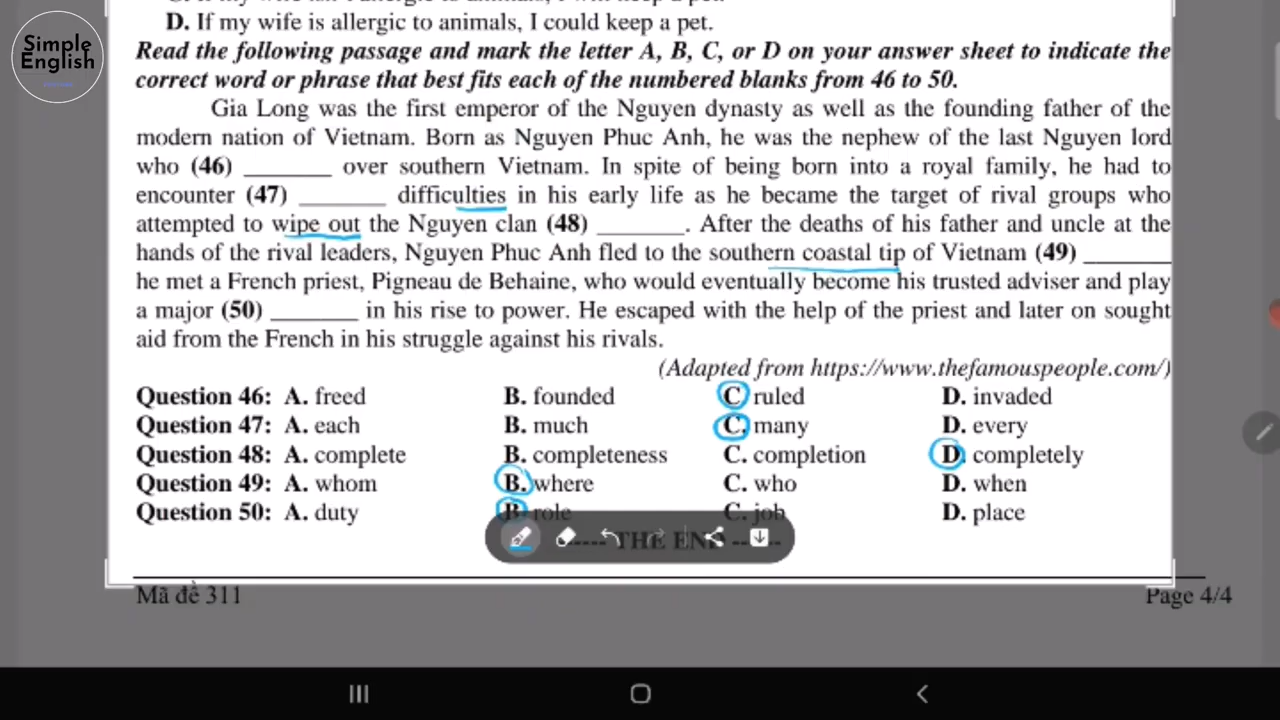 Simple
English
D. If my wife is allergic to animals, I could keep a pet.
Read the following passage and mark the letter A, B, C, or D on your answer sheet to indicate the
correct word or phrase that best fits each of the numbered blanks from 46 to 50.
Gia Long was the first emperor of the Nguyen dynasty as well as the founding father of the
modern nation of Vietnam. Born as Nguyen Phuc Anh, he was the nephew of the last Nguyen lord
who (46) _______ over southern Vietnam. In spite of being born into a royal family, he had to
encounter (47) _______ difficulties in his early life as he became the target of rival groups who
attempted to wipe out the Nguyen clan (48) _______. After the deaths of his father and uncle at the
hands of the rival leaders, Nguyen Phuc Anh fled to the southern coastal tip of Vietnam (49) _______
he met a French priest, Pigneau de Behaine, who would eventually become his trusted adviser and play
a major (50) _______ in his rise to power. He escaped with the help of the priest and later on sought
aid from the French in his struggle against his rivals.
(Adapted from https://www.thefamouspeople.com/)
Question 46: A. freed B. founded C ruled D. invaded
Question 47: A. each B. much C. many D. every
Question 48: A. complete B. completeness C. completion D. completely
Question 49: A. whom B. where C. who D. when
Question 50: A. duty B. role C. job D. place
----- THE END -----
Mã đề 311 Page 4/4